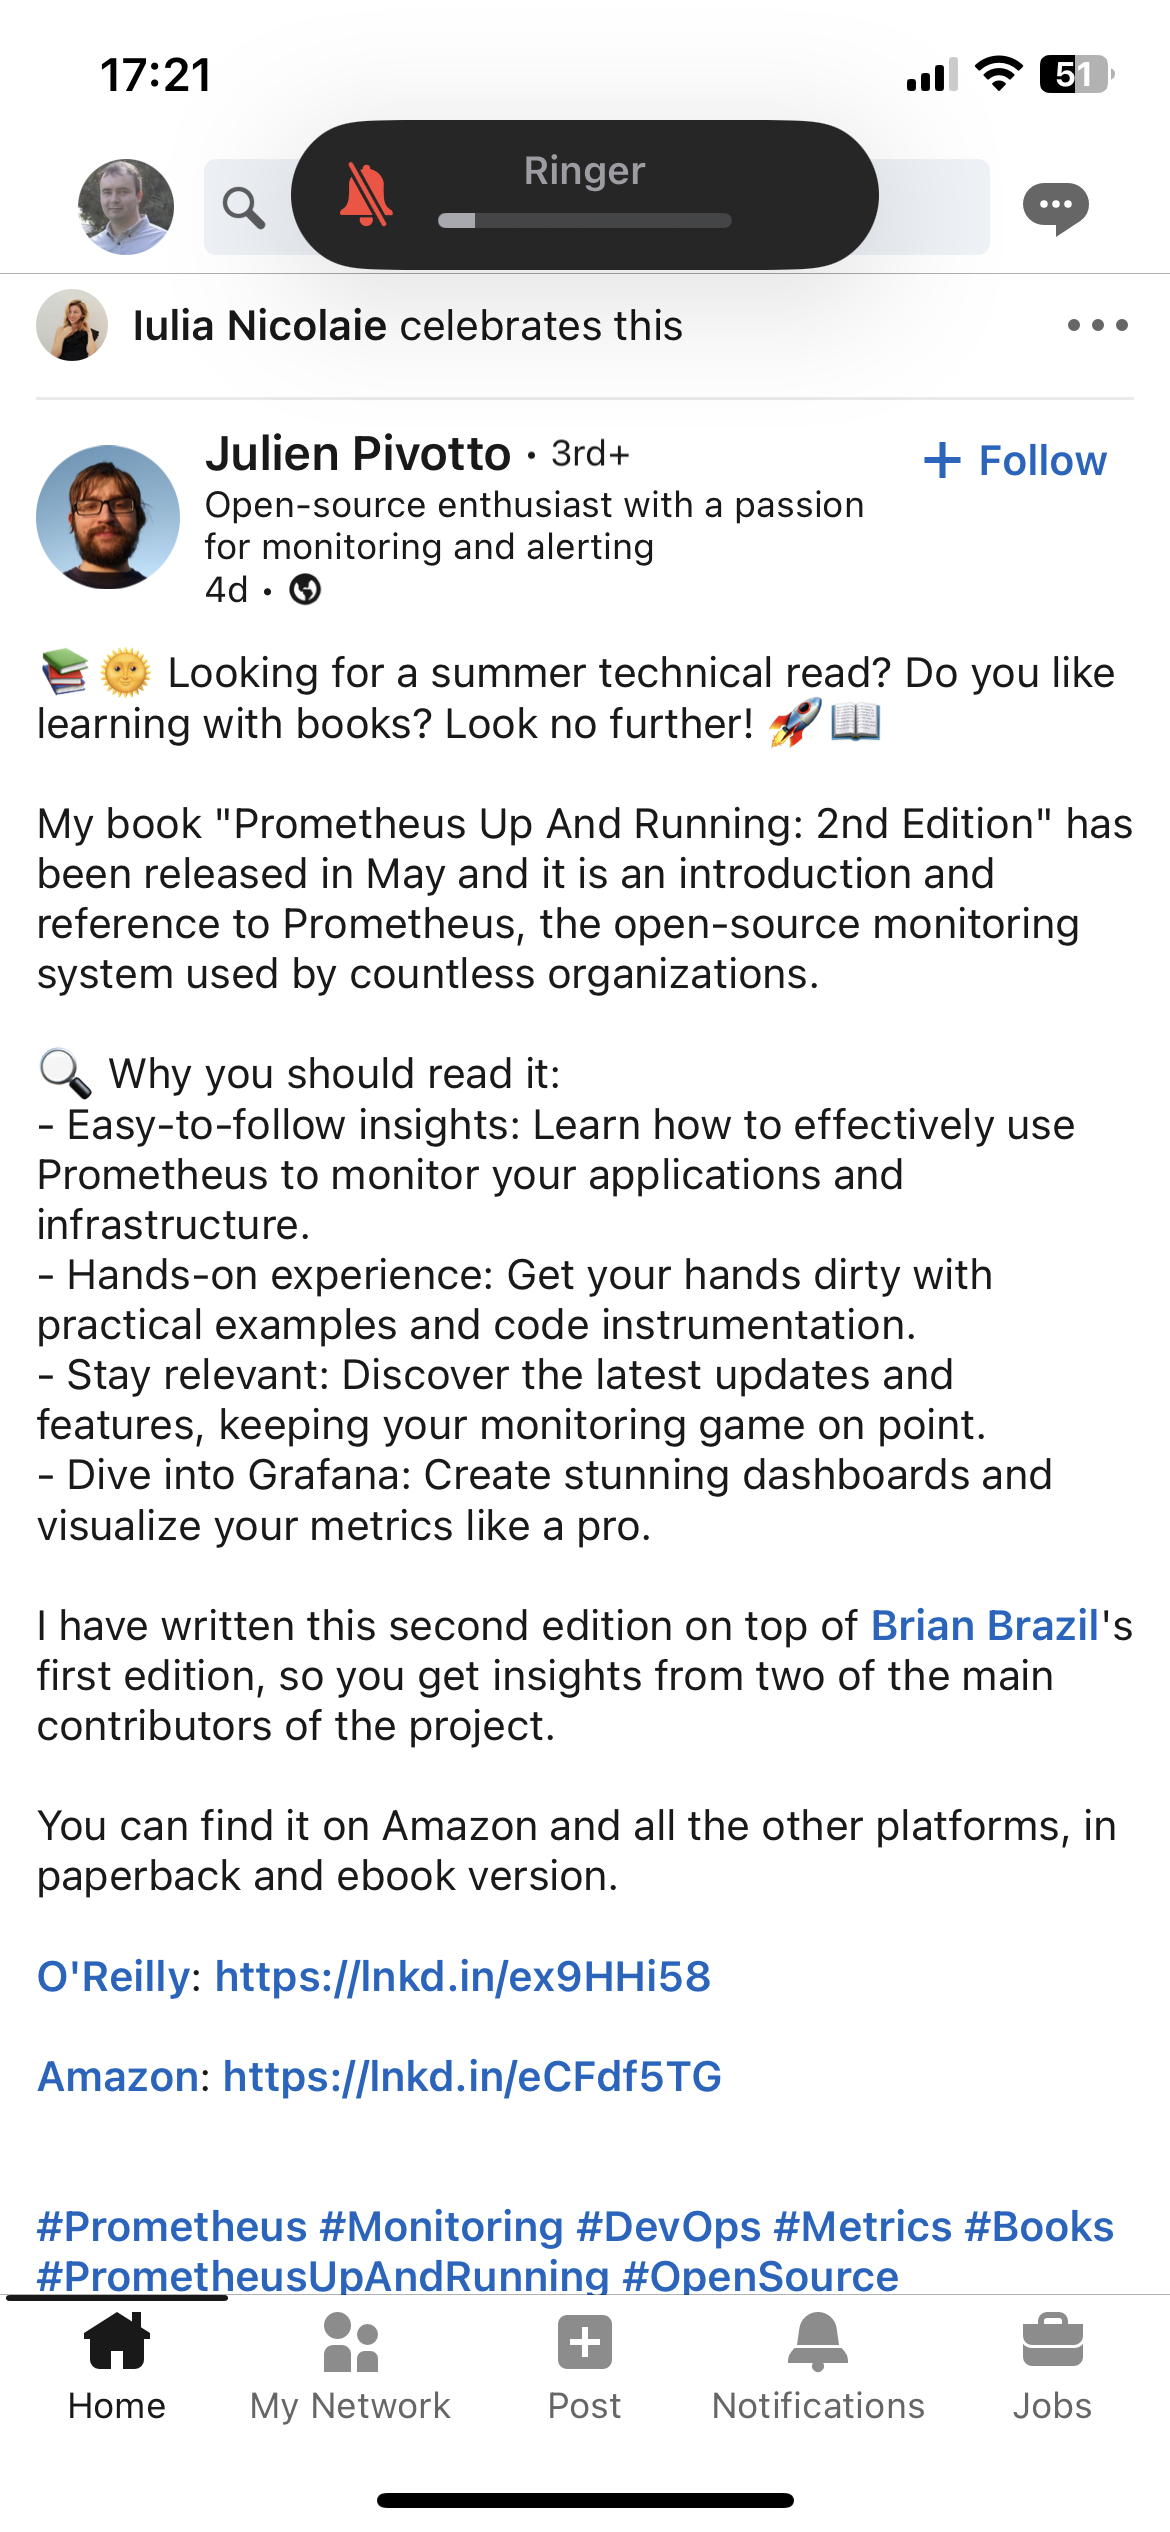 17:21
51
Ringer
Iulia Nicolaie celebrates this
Julien Pivotto • 3rd+
+ Follow
Open-source enthusiast with a passion
for monitoring and alerting
4d •
📚🌞 Looking for a summer technical read? Do you like
learning with books? Look no further! 🚀📖
My book "Prometheus Up And Running: 2nd Edition" has
been released in May and it is an introduction and
reference to Prometheus, the open-source monitoring
system used by countless organizations.
🔍 Why you should read it:
- Easy-to-follow insights: Learn how to effectively use
Prometheus to monitor your applications and
infrastructure.
- Hands-on experience: Get your hands dirty with
practical examples and code instrumentation.
- Stay relevant: Discover the latest updates and
features, keeping your monitoring game on point.
- Dive into Grafana: Create stunning dashboards and
visualize your metrics like a pro.
I have written this second edition on top of Brian Brazil's
first edition, so you get insights from two of the main
contributors of the project.
You can find it on Amazon and all the other platforms, in
paperback and ebook version.
O'Reilly: https://lnkd.in/ex9HHi58
Amazon: https://lnkd.in/eCFdf5TG
#Prometheus #Monitoring #DevOps #Metrics #Books
#PrometheusUpAndRunning #OpenSource
Home
My Network
Post
Notifications
Jobs